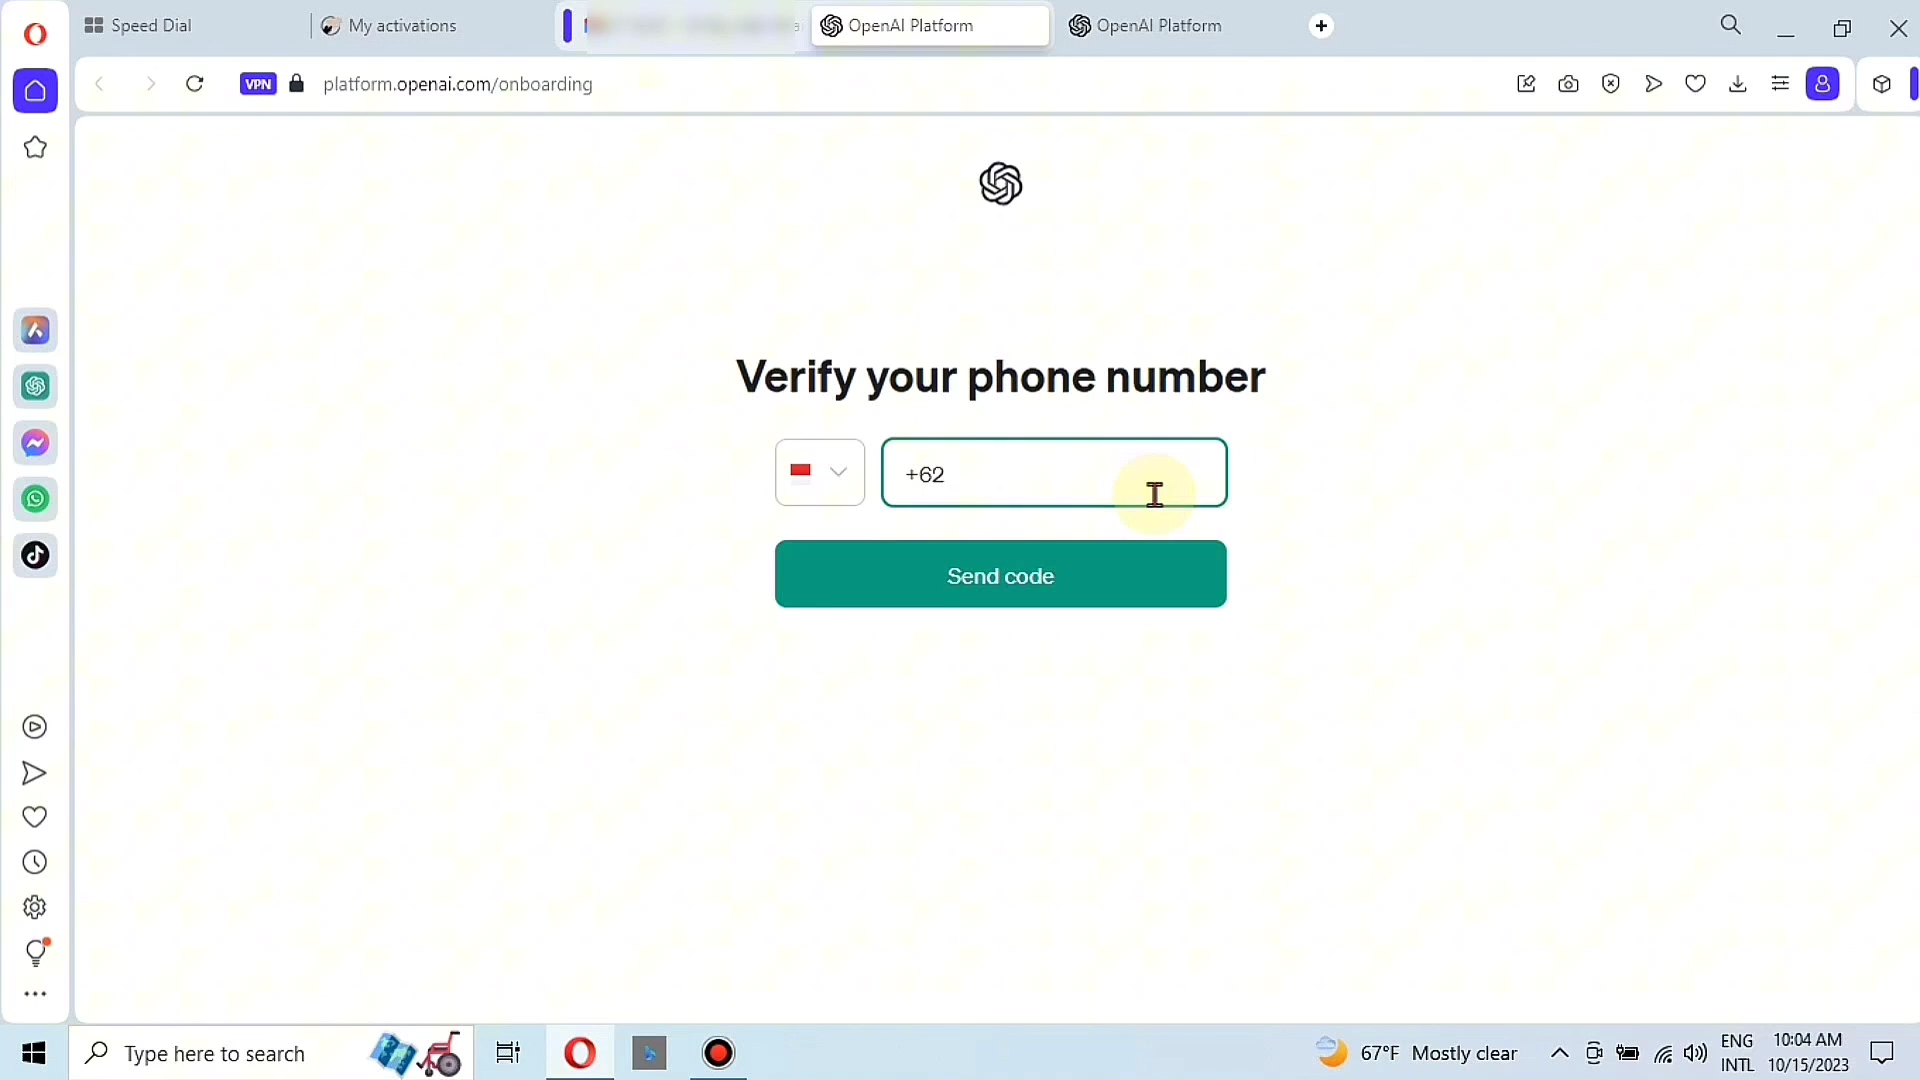 Speed Dial
My activations
OpenAI Platform
OpenAI Platform
VPN
platform.openai.com/onboarding
Verify your phone number
+62
Send code
Type here to search
67°F Mostly clear
ENG
INTL
10:04 AM
10/15/2023